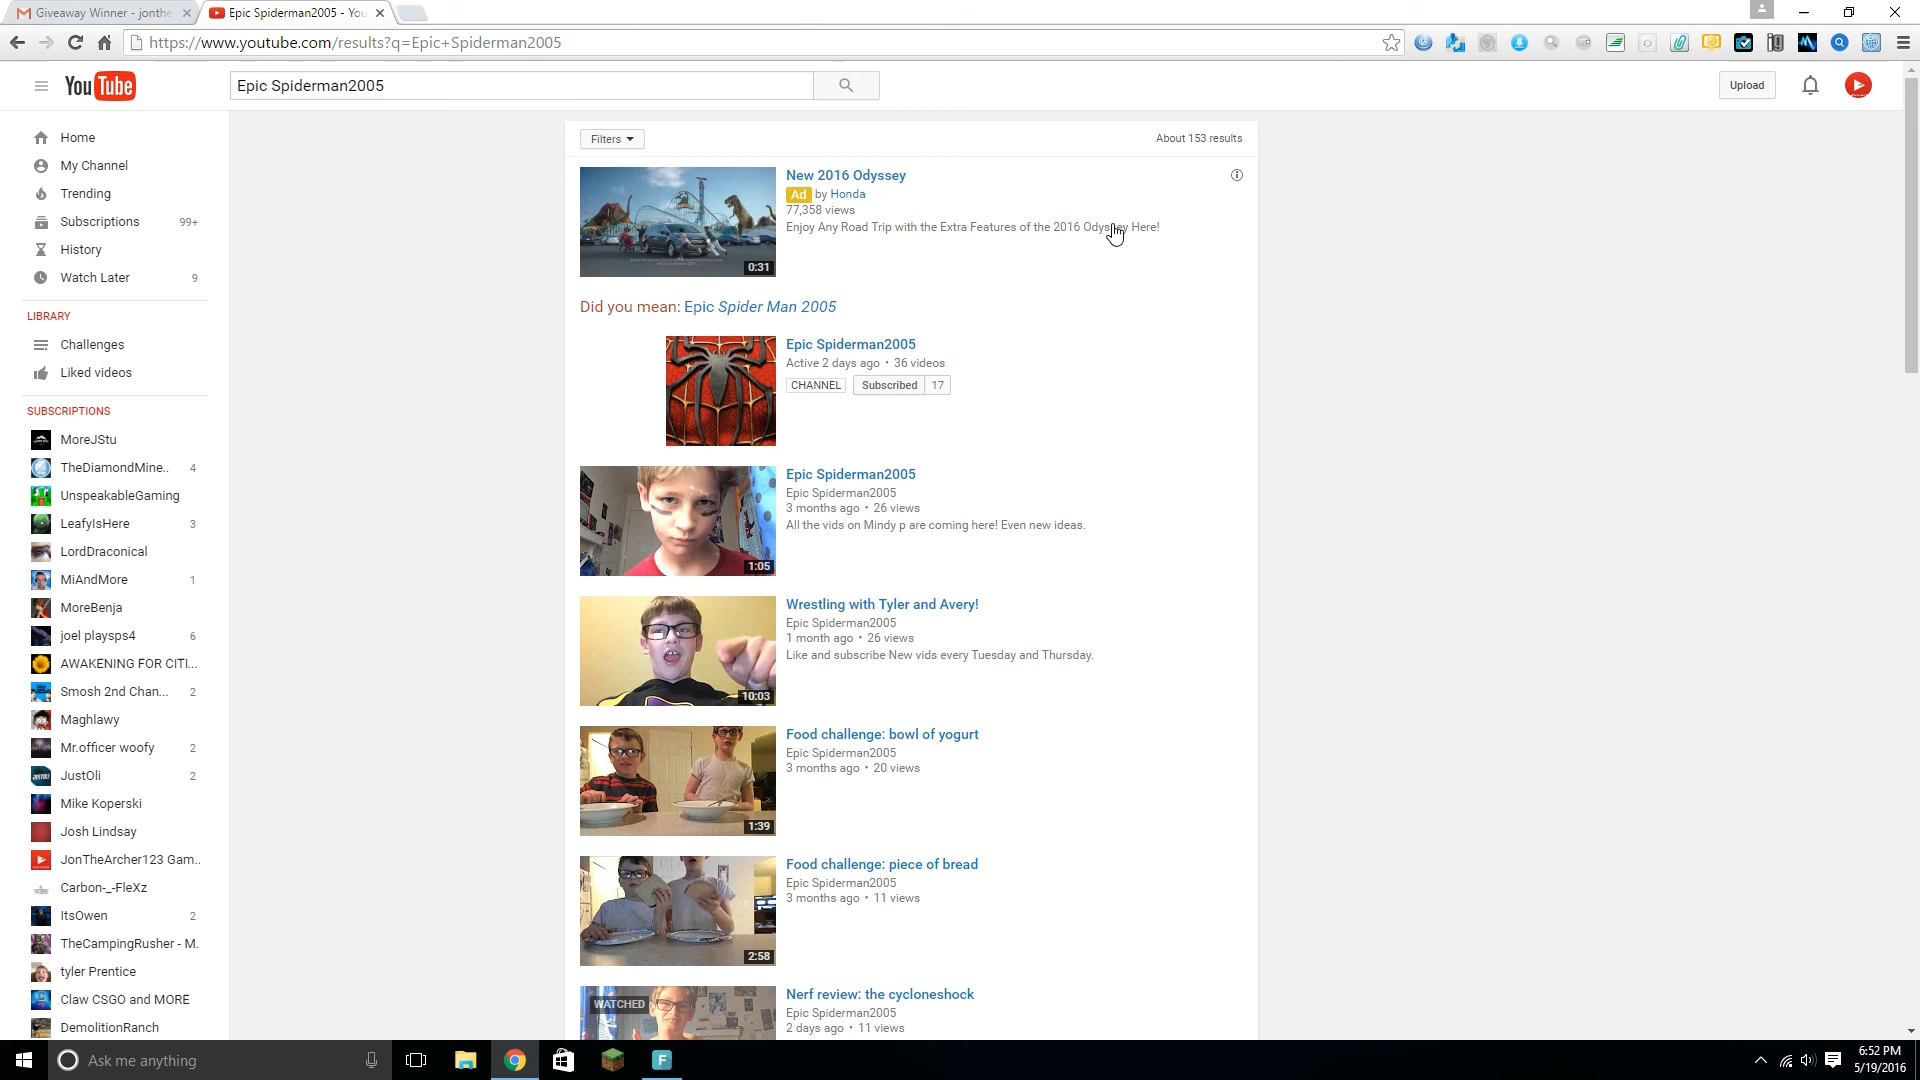 Giveaway Winner - jonthe
Epic Spiderman2005 - You
https://www.youtube.com/results?q=Epic+Spiderman2005
YouTube
Epic Spiderman2005
Upload
Home
My Channel
Trending
Subscriptions 99+
History
Watch Later 9
LIBRARY
Challenges
Liked videos
SUBSCRIPTIONS
MoreJStu
TheDiamondMine.. 4
UnspeakableGaming
LeafyIsHere 3
LordDraconical
MiAndMore 1
MoreBenja
joel playsps4 6
AWAKENING FOR CITI...
Smosh 2nd Chan... 2
Maghlawy
Mr.officer woofy 2
JustOli 2
Mike Koperski
Josh Lindsay
JonTheArcher123 Gam..
Carbon-_-FleXz
ItsOwen 2
TheCampingRusher - M.
tyler Prentice
Claw CSGO and MORE
DemolitionRanch
Filters
About 153 results
New 2016 Odyssey
Ad by Honda
77,358 views
Enjoy Any Road Trip with the Extra Features of the 2016 Odyssey Here!
0:31
Did you mean: Epic Spider Man 2005
Epic Spiderman2005
Active 2 days ago • 36 videos
CHANNEL Subscribed 17
Epic Spiderman2005
Epic Spiderman2005
3 months ago • 26 views
All the vids on Mindy p are coming here! Even new ideas.
1:05
Wrestling with Tyler and Avery!
Epic Spiderman2005
1 month ago • 26 views
Like and subscribe New vids every Tuesday and Thursday.
10:03
Food challenge: bowl of yogurt
Epic Spiderman2005
3 months ago • 20 views
1:39
Food challenge: piece of bread
Epic Spiderman2005
3 months ago • 11 views
2:58
WATCHED
Nerf review: the cycloneshock
Epic Spiderman2005
2 days ago • 11 views
Ask me anything
6:52 PM
5/19/2016